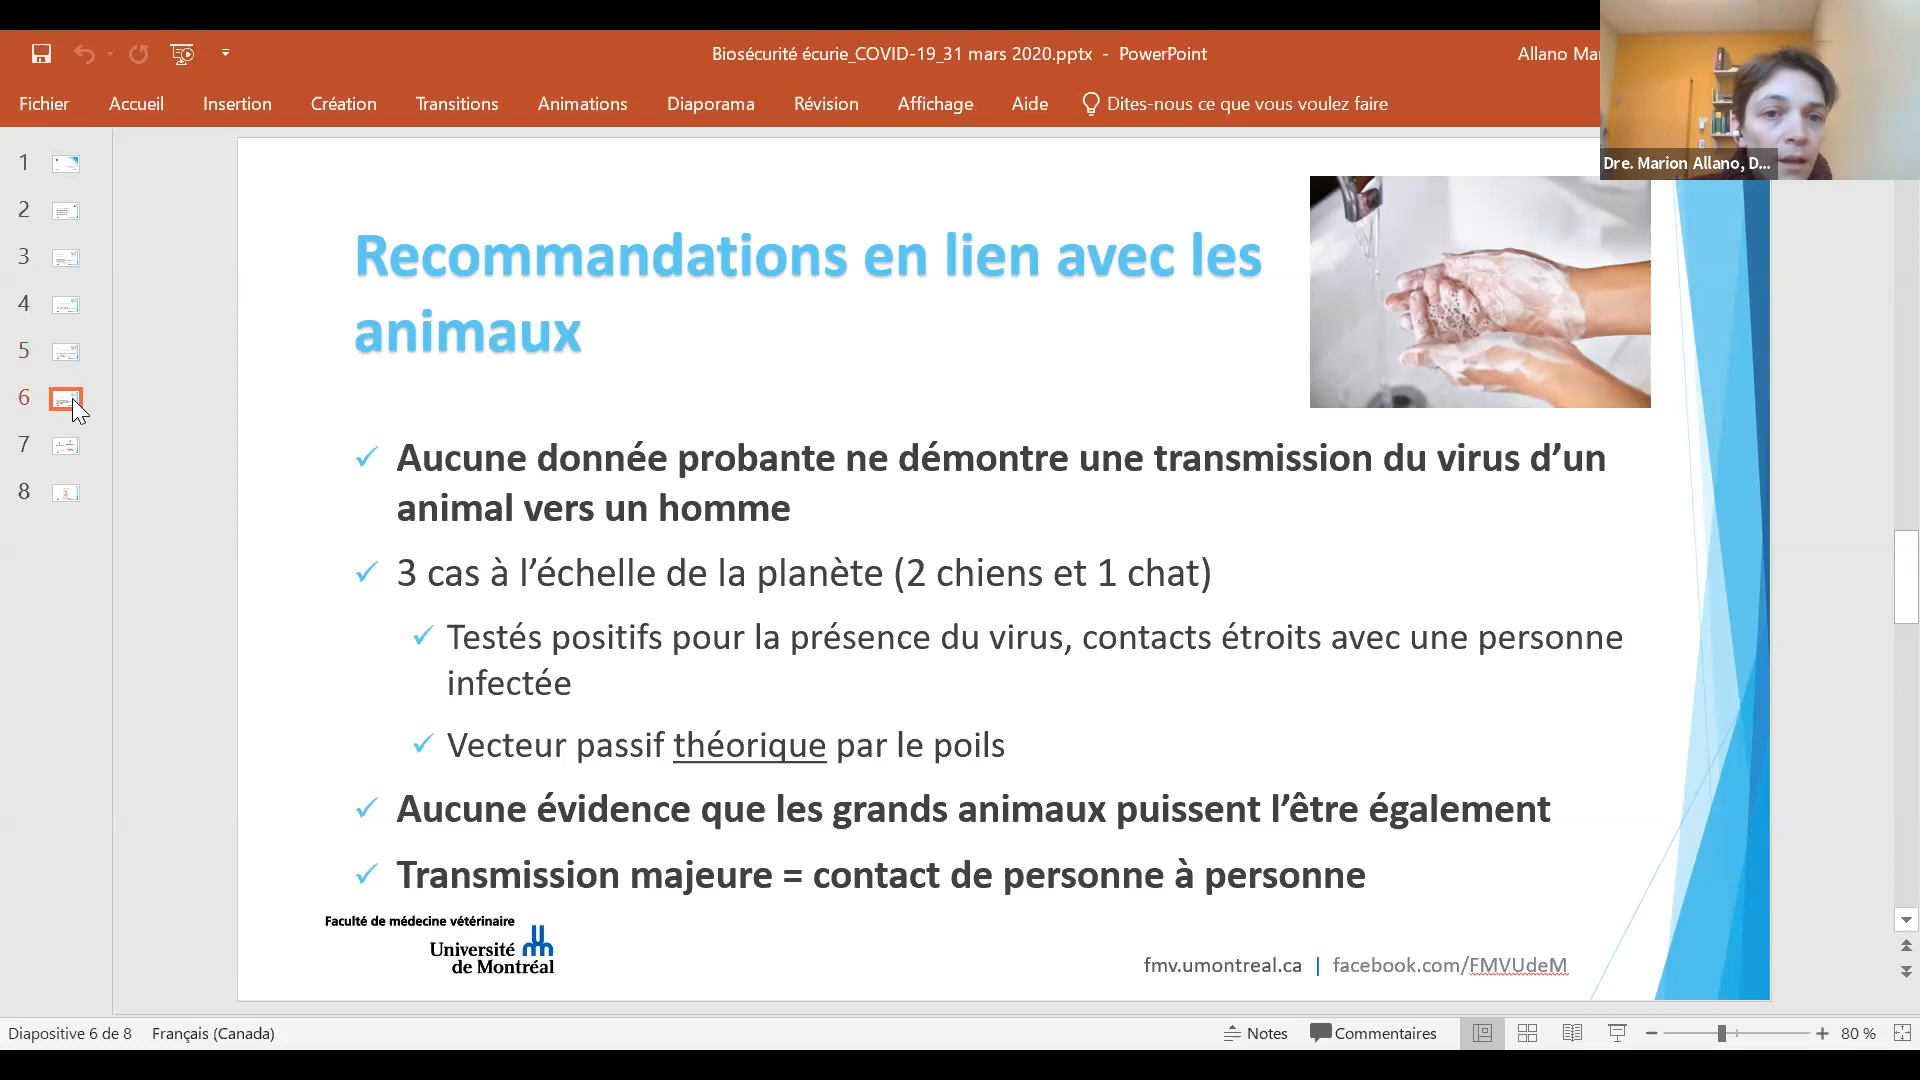 Biosécurité écurie_COVID-19_31 mars 2020.pptx - PowerPoint
Allano Mar
Fichier Accueil Insertion Création Transitions Animations Diaporama Révision Affichage Aide Dites-nous ce que vous voulez faire
Dre. Marion Allano, D...
1
2
3
4
5
6
7
8
Recommandations en lien avec les
animaux
Aucune donnée probante ne démontre une transmission du virus d’un
animal vers un homme
3 cas à l’échelle de la planète (2 chiens et 1 chat)
Testés positifs pour la présence du virus, contacts étroits avec une personne
infectée
Vecteur passif théorique par le poils
Aucune évidence que les grands animaux puissent l’être également
Transmission majeure = contact de personne à personne
Faculté de médecine vétérinaire
Université
de Montréal
fmv.umontreal.ca | facebook.com/FMVUdeM
Diapositive 6 de 8 Français (Canada) Notes Commentaires 80 %